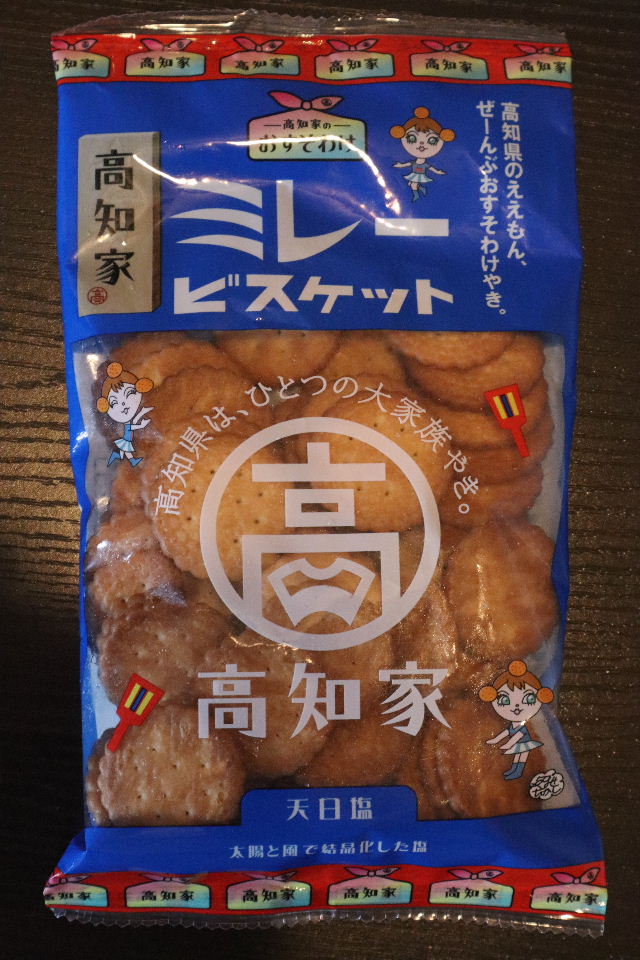 高知家 高知家 高知家 高知家 高知家 高知家
高知家の
おすそわけ
高知県のええもん、
ぜーんぶおすそわけやき。
高知家
高
ミレー
ビスケット
高知県は、ひとつの大家族やき。
高
高知家
天日塩
太陽と風で結晶化した塩
高知家 高知家 高知家 高知家 高知家 高知家